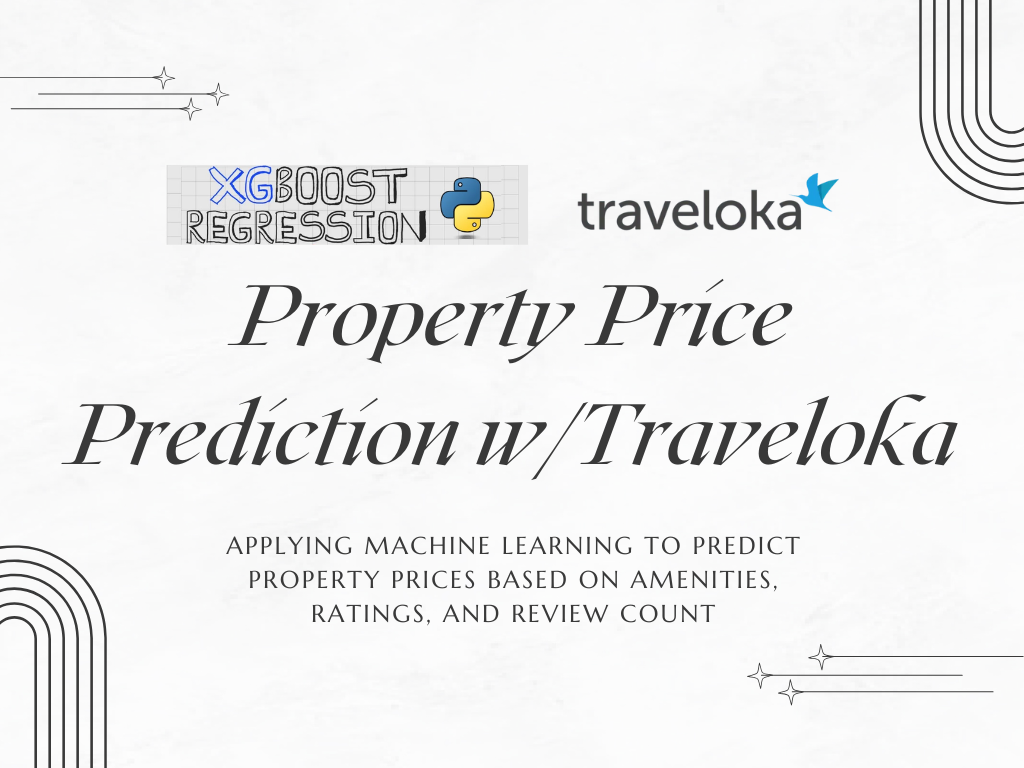 XGBOOST
REGRESSION
traveloka
Property Price
Prediction w/Traveloka
APPLYING MACHINE LEARNING TO PREDICT
PROPERTY PRICES BASED ON AMENITIES,
RATINGS, AND REVIEW COUNT